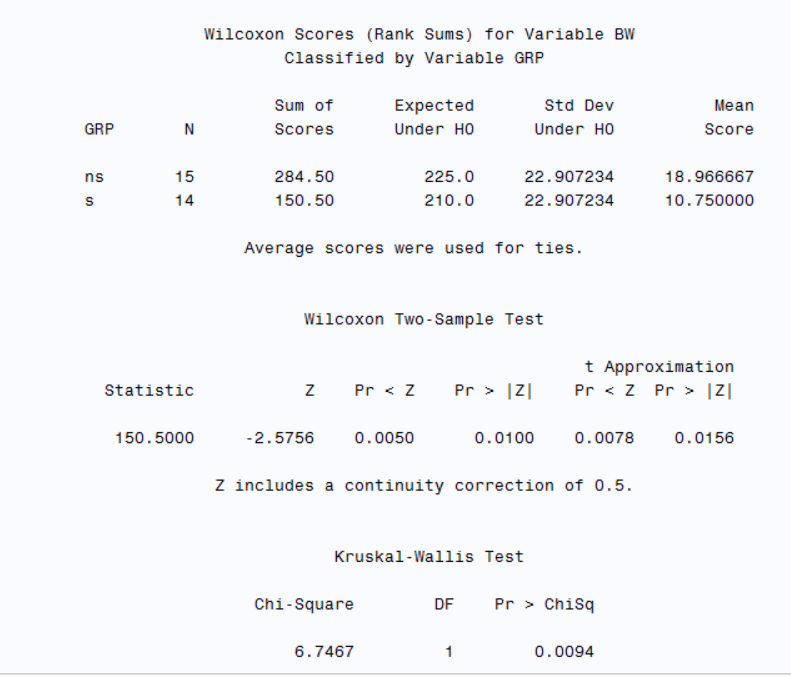 Wilcoxon Scores (Rank Sums) for Variable BW
Classified by Variable GRP
Sum of Expected Std Dev Mean
GRP N Scores Under H0 Under H0 Score
ns 15 284.50 225.0 22.907234 18.966667
s 14 150.50 210.0 22.907234 10.750000
Average scores were used for ties.
Wilcoxon Two-Sample Test
t Approximation
Statistic Z Pr < Z Pr > |Z| Pr < Z Pr > |Z|
150.5000 -2.5756 0.0050 0.0100 0.0078 0.0156
Z includes a continuity correction of 0.5.
Kruskal-Wallis Test
Chi-Square DF Pr > ChiSq
6.7467 1 0.0094